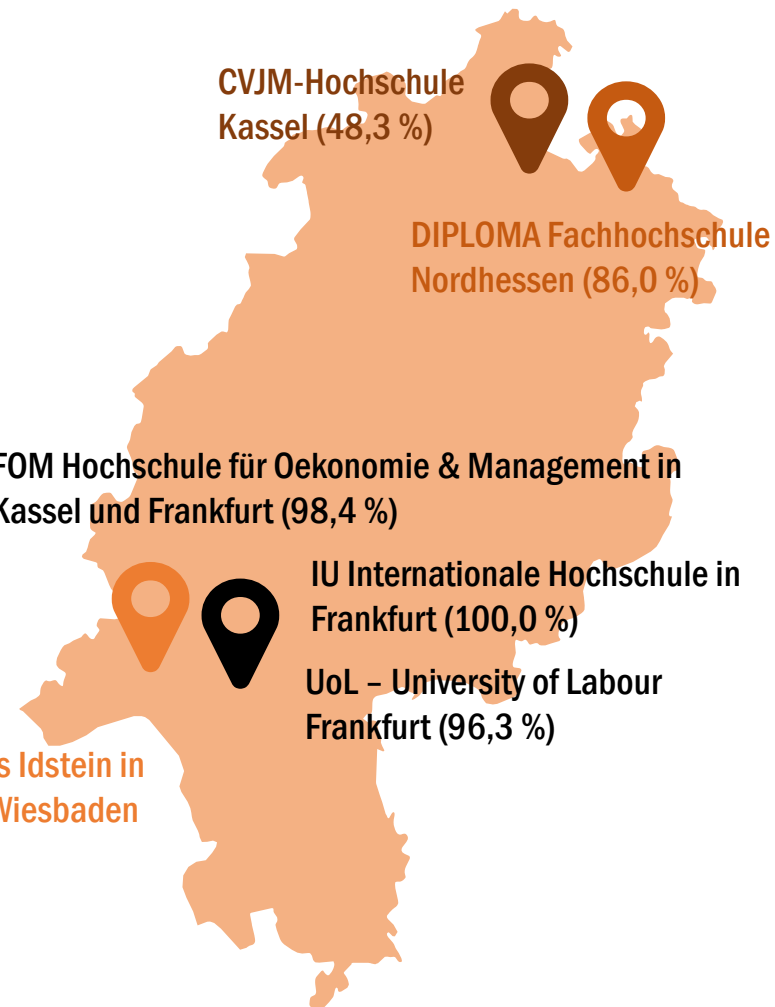 CVJM-Hochschule
Kassel (48,3 %)
DIPLOMA Fachhochschule
Nordhessen (86,0 %)
FOM Hochschule für Oekonomie & Management in
Kassel und Frankfurt (98,4 %)
IU Internationale Hochschule in
Frankfurt (100,0 %)
UoL – University of Labour
Frankfurt (96,3 %)
s Idstein in
Wiesbaden